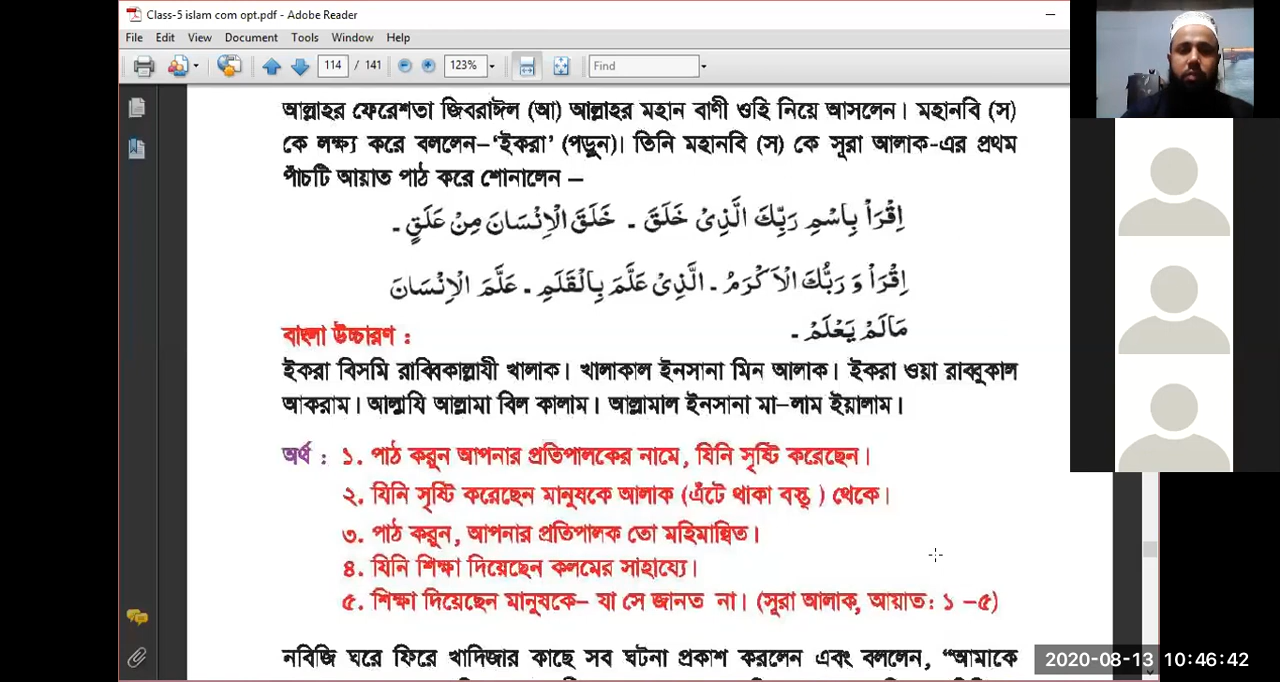 Class-5 islam com opt.pdf - Adobe Reader
File Edit View Document Tools Window Help
114 / 141 123% Find
আল্লাহর ফেরেশতা জিবরাঈল (আ) আল্লাহর মহান বাণী ওহি নিয়ে আসলেন। মহানবি (স)
কে লক্ষ্য করে বললেন–‘ইকরা’ (পড়ুন)। তিনি মহানবি (স) কে সূরা আলাক-এর প্রথম
পাঁচটি আয়াত পাঠ করে শোনালেন –
اِقْرَاْ بِاسْمِ رَبِّكَ الَّذِىْ خَلَقَ ۔ خَلَقَ الْاِنْسَانَ مِنْ عَلَقٍ ۔
اِقْرَاْ وَ رَبُّكَ الْاَكْرَمُ ۔ الَّذِىْ عَلَّمَ بِالْقَلَمِ ۔ عَلَّمَ الْاِنْسَانَ
مَالَمْ يَعْلَمْ ۔
বাংলা উচ্চারণ :
ইকরা বিসমি রাব্বিকাল্লাযী খালাক। খালাকাল ইনসানা মিন আলাক। ইকরা ওয়া রাব্বুকাল
আকরাম। আল্লাযি আল্লামা বিল কালাম। আল্লামাল ইনসানা মা–লাম ইয়ালাম।
অর্থ : ১. পাঠ করুন আপনার প্রতিপালকের নামে, যিনি সৃষ্টি করেছেন।
২. যিনি সৃষ্টি করেছেন মানুষকে আলাক (এঁটে থাকা বস্তু ) থেকে।
৩. পাঠ করুন, আপনার প্রতিপালক তো মহিমান্বিত।
৪. যিনি শিক্ষা দিয়েছেন কলমের সাহায্যে।
৫. শিক্ষা দিয়েছেন মানুষকে– যা সে জানত না। (সূরা আলাক, আয়াত: ১ –৫)
নবিজি ঘরে ফিরে খাদিজার কাছে সব ঘটনা প্রকাশ করলেন এবং বললেন, “আমাকে
2020-08-13 10:46:42